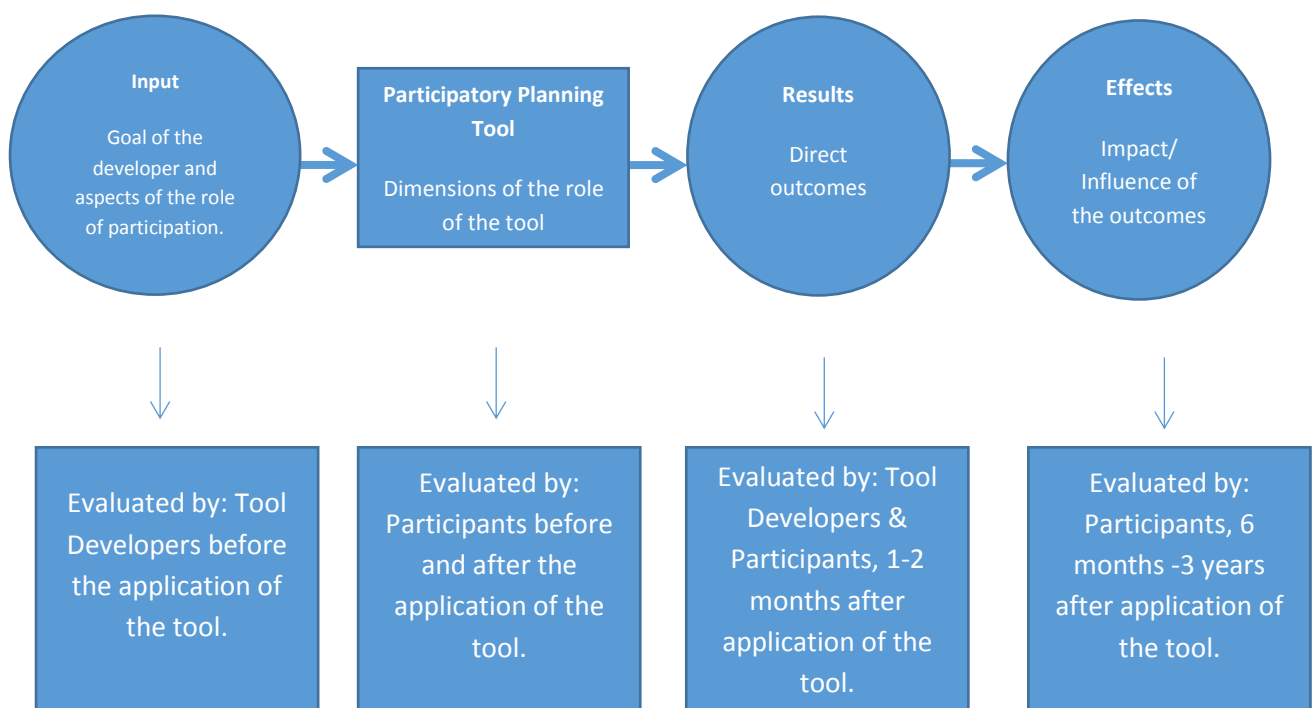 Input
Goal of the
developer and
aspects of the role
of participation.
Participatory Planning
Tool
Dimensions of the role
of the tool
Results
Direct
outcomes
Effects
Impact/
Influence of
the outcomes
Evaluated by: Tool
Developers before
the application of
the tool.
Evaluated by:
Participants before
and after the
application of the
tool.
Evaluated by: Tool
Developers &
Participants, 1-2
months after
application of the
tool.
Evaluated by:
Participants, 6
months -3 years
after application of
the tool.